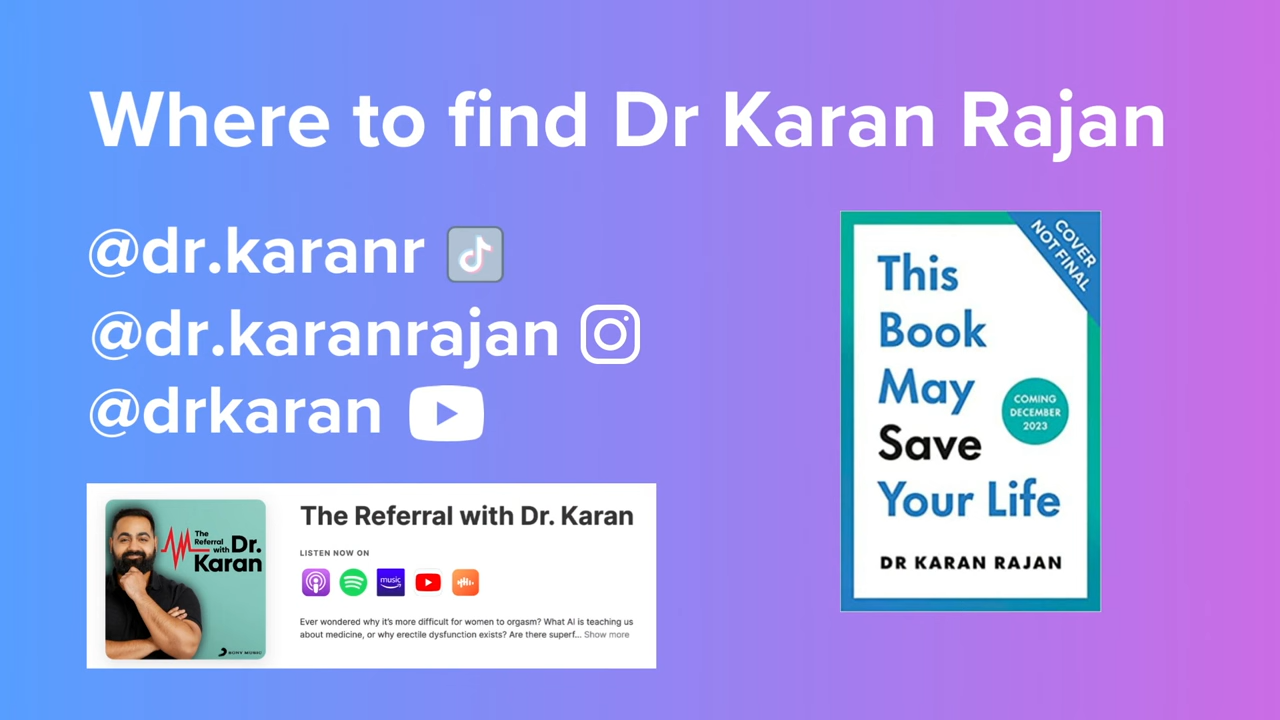 Where to find Dr Karan Rajan
@dr.karanr
@dr.karanrajan
@drkaran
The
Referral
with Dr.
Karan
SONY MUSIC
The Referral with Dr. Karan
LISTEN NOW ON
music
Ever wondered why it's more difficult for women to orgasm? What AI is teaching us
about medicine, or why erectile dysfunction exists? Are there superf... Show more
COVER
NOT FINAL
This
Book
May
Save
Your Life
COMING
DECEMBER
2023
DR KARAN RAJAN